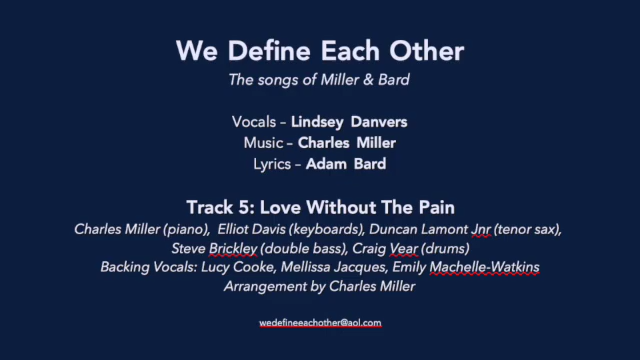 We Define Each Other
The songs of Miller & Bard
Vocals – Lindsey Danvers
Music – Charles Miller
Lyrics – Adam Bard
Track 5: Love Without The Pain
Charles Miller (piano), Elliot Davis (keyboards), Duncan Lamont Jnr (tenor sax),
Steve Brickley (double bass), Craig Vear (drums)
Backing Vocals: Lucy Cooke, Mellissa Jacques, Emily Machelle-Watkins
Arrangement by Charles Miller
wedefineeachother@aol.com